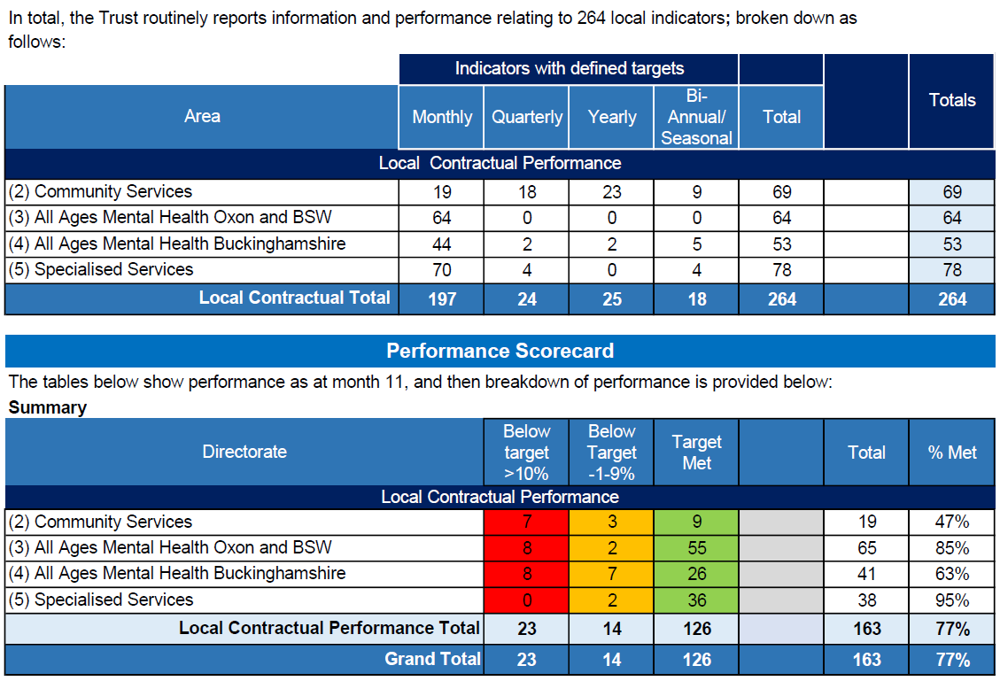 In total, the Trust routinely reports information and performance relating to 264 local indicators; broken down as
follows:
Indicators with defined targets
Area Monthly Quarterly Yearly Bi-Annual/Seasonal Total Totals
Local Contractual Performance
(2) Community Services 19 18 23 9 69 69
(3) All Ages Mental Health Oxon and BSW 64 0 0 0 64 64
(4) All Ages Mental Health Buckinghamshire 44 2 2 5 53 53
(5) Specialised Services 70 4 0 4 78 78
Local Contractual Total 197 24 25 18 264 264
Performance Scorecard
The tables below show performance as at month 11, and then breakdown of performance is provided below:
Summary
Directorate Below target >10% Below Target -1-9% Target Met Total % Met
Local Contractual Performance
(2) Community Services 7 3 9 19 47%
(3) All Ages Mental Health Oxon and BSW 8 2 55 65 85%
(4) All Ages Mental Health Buckinghamshire 8 7 26 41 63%
(5) Specialised Services 0 2 36 38 95%
Local Contractual Performance Total 23 14 126 163 77%
Grand Total 23 14 126 163 77%